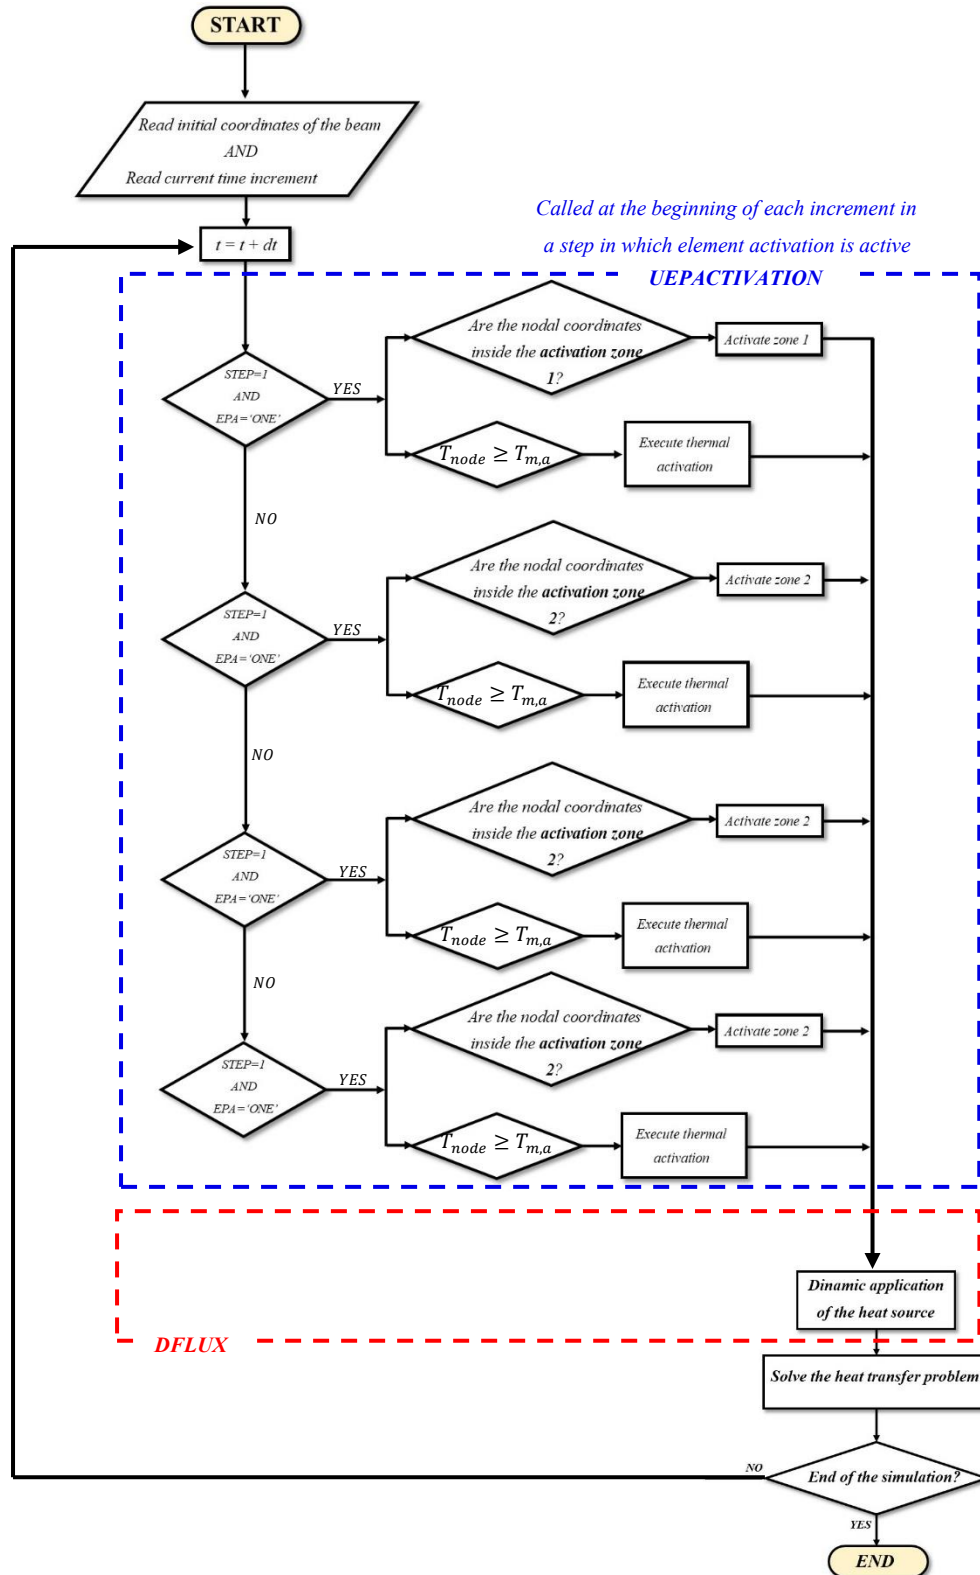 START
Read initial coordinates of the beam
AND
Read current time increment
t = t + dt
Called at the beginning of each increment in
a step in which element activation is active
UEPACTIVATION
STEP=1
AND
EPA='ONE'
YES
Are the nodal coordinates
inside the activation zone
1?
Activate zone 1
T_node ≥ T_m,a
Execute thermal
activation
NO
STEP=1
AND
EPA='ONE'
YES
Are the nodal coordinates
inside the activation zone
2?
Activate zone 2
T_node ≥ T_m,a
Execute thermal
activation
NO
STEP=1
AND
EPA='ONE'
YES
Are the nodal coordinates
inside the activation zone
2?
Activate zone 2
T_node ≥ T_m,a
Execute thermal
activation
NO
STEP=1
AND
EPA='ONE'
YES
Are the nodal coordinates
inside the activation zone
2?
Activate zone 2
T_node ≥ T_m,a
Execute thermal
activation
Dinamic application
of the heat source
DFLUX
Solve the heat transfer problem
NO
End of the simulation?
YES
END